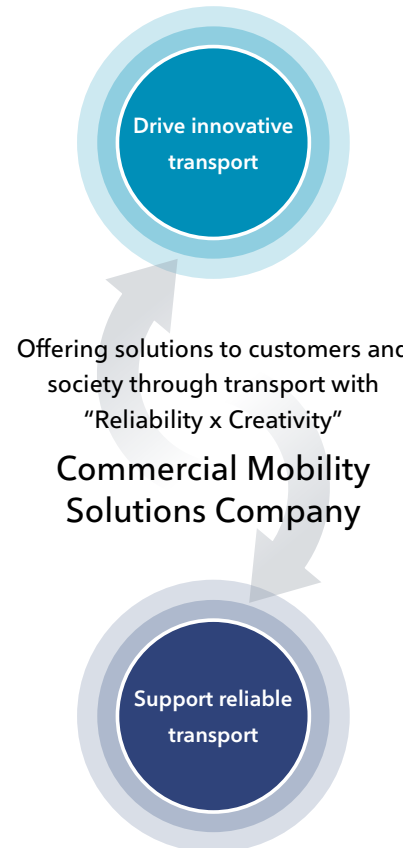 Drive innovative
transport
Offering solutions to customers and
society through transport with
“Reliability x Creativity”
Commercial Mobility
Solutions Company
Support reliable
transport